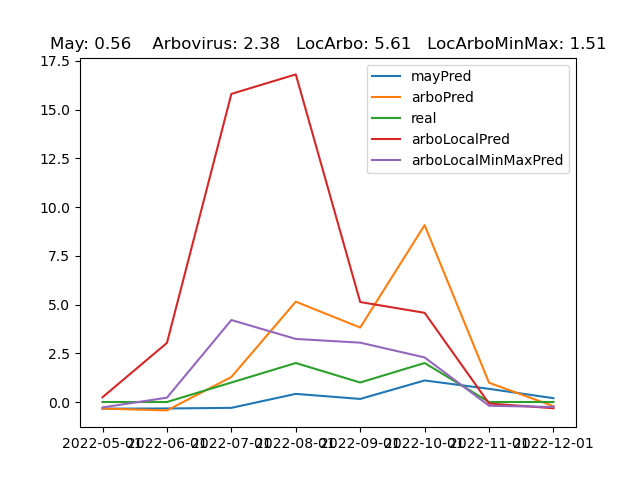 May: 0.56    Arbovirus: 2.38   LocArbo: 5.61   LocArboMinMax: 1.51
17.5
15.0
12.5
10.0
7.5
5.0
2.5
0.0
mayPred
arboPred
real
arboLocalPred
arboLocalMinMaxPred
2022-05-01 2022-06-01 2022-07-01 2022-08-01 2022-09-01 2022-10-01 2022-11-01 2022-12-01